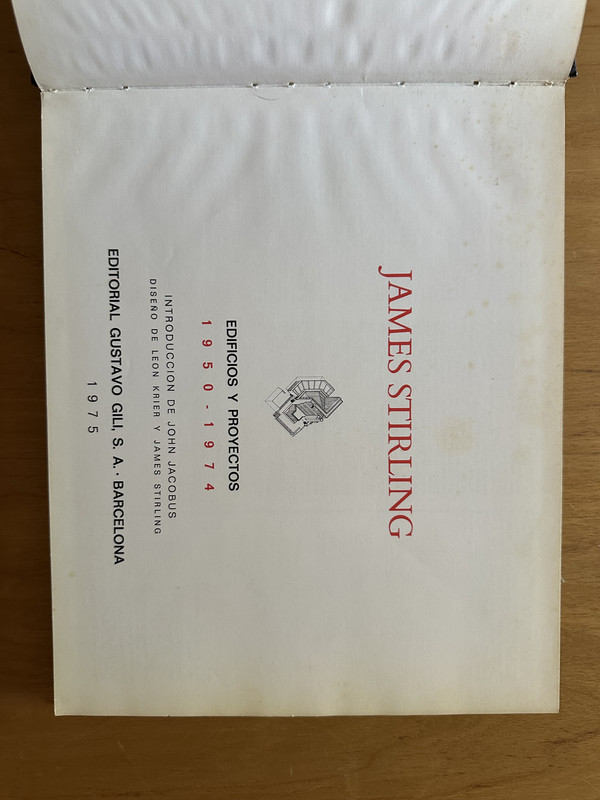 JAMES STIRLING
EDIFICIOS Y PROYECTOS
1950-1974
INTRODUCCION DE JOHN JACOBUS
DISEÑO DE LEON KRIER Y JAMES STIRLING
EDITORIAL GUSTAVO GILI, S. A. · BARCELONA
1975